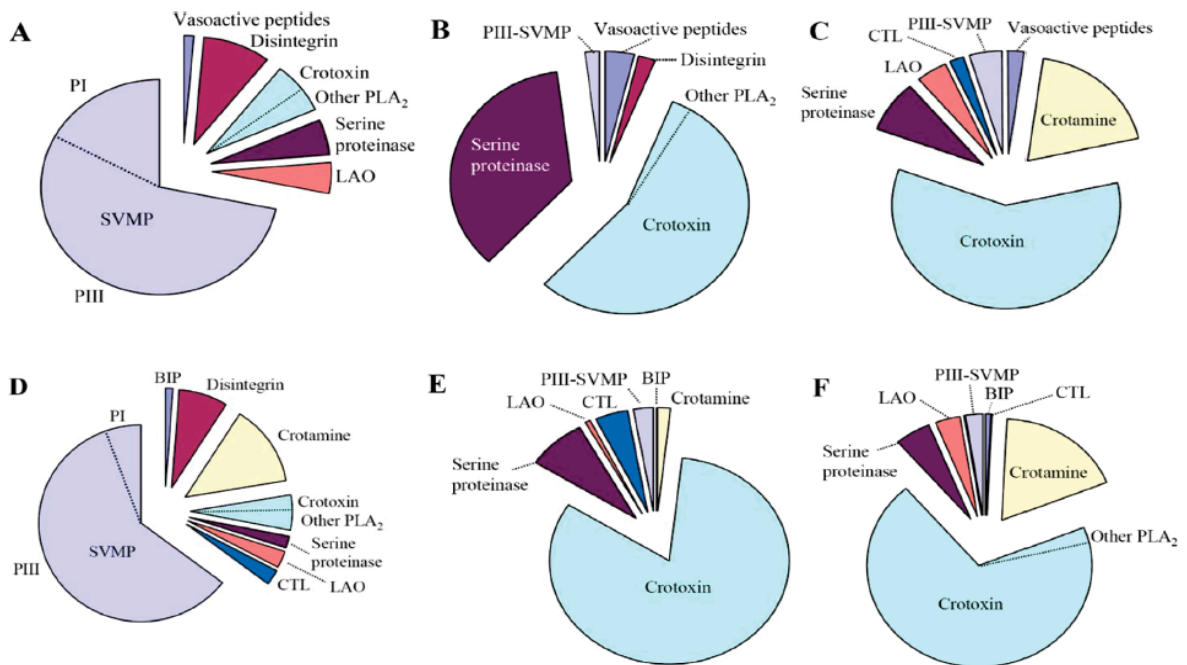 A
Vasoactive peptides
Disintegrin
Crotoxin
Other PLA₂
Serine
proteinase
LAO
PI
SVMP
PIII
B
PIII-SVMP
Vasoactive peptides
Disintegrin
Other PLA₂
Serine
proteinase
Crotoxin
C
PIII-SVMP
CTL
Vasoactive peptides
LAO
Serine
proteinase
Crotamine
Crotoxin
D
BIP
Disintegrin
PI
Crotamine
Crotoxin
Other PLA₂
Serine
proteinase
LAO
CTL
SVMP
PIII
E
PIII-SVMP
BIP
LAO
CTL
Crotamine
Serine
proteinase
Crotoxin
F
PIII-SVMP
LAO
BIP
CTL
Serine
proteinase
Crotamine
Other PLA₂
Crotoxin